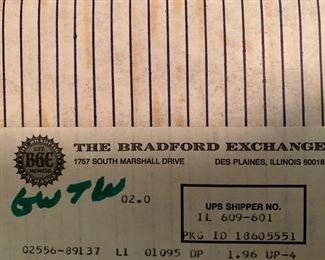 THE BRADFORD EXCHANGE
1757 SOUTH MARSHALL DRIVE DES PLAINES, ILLINOIS 60018
BGE
GWTW 02.0
UPS SHIPPER NO.
IL 609-601
PKG ID 18605551
02556-89137 LI 01095 DP 1.96 UP-4